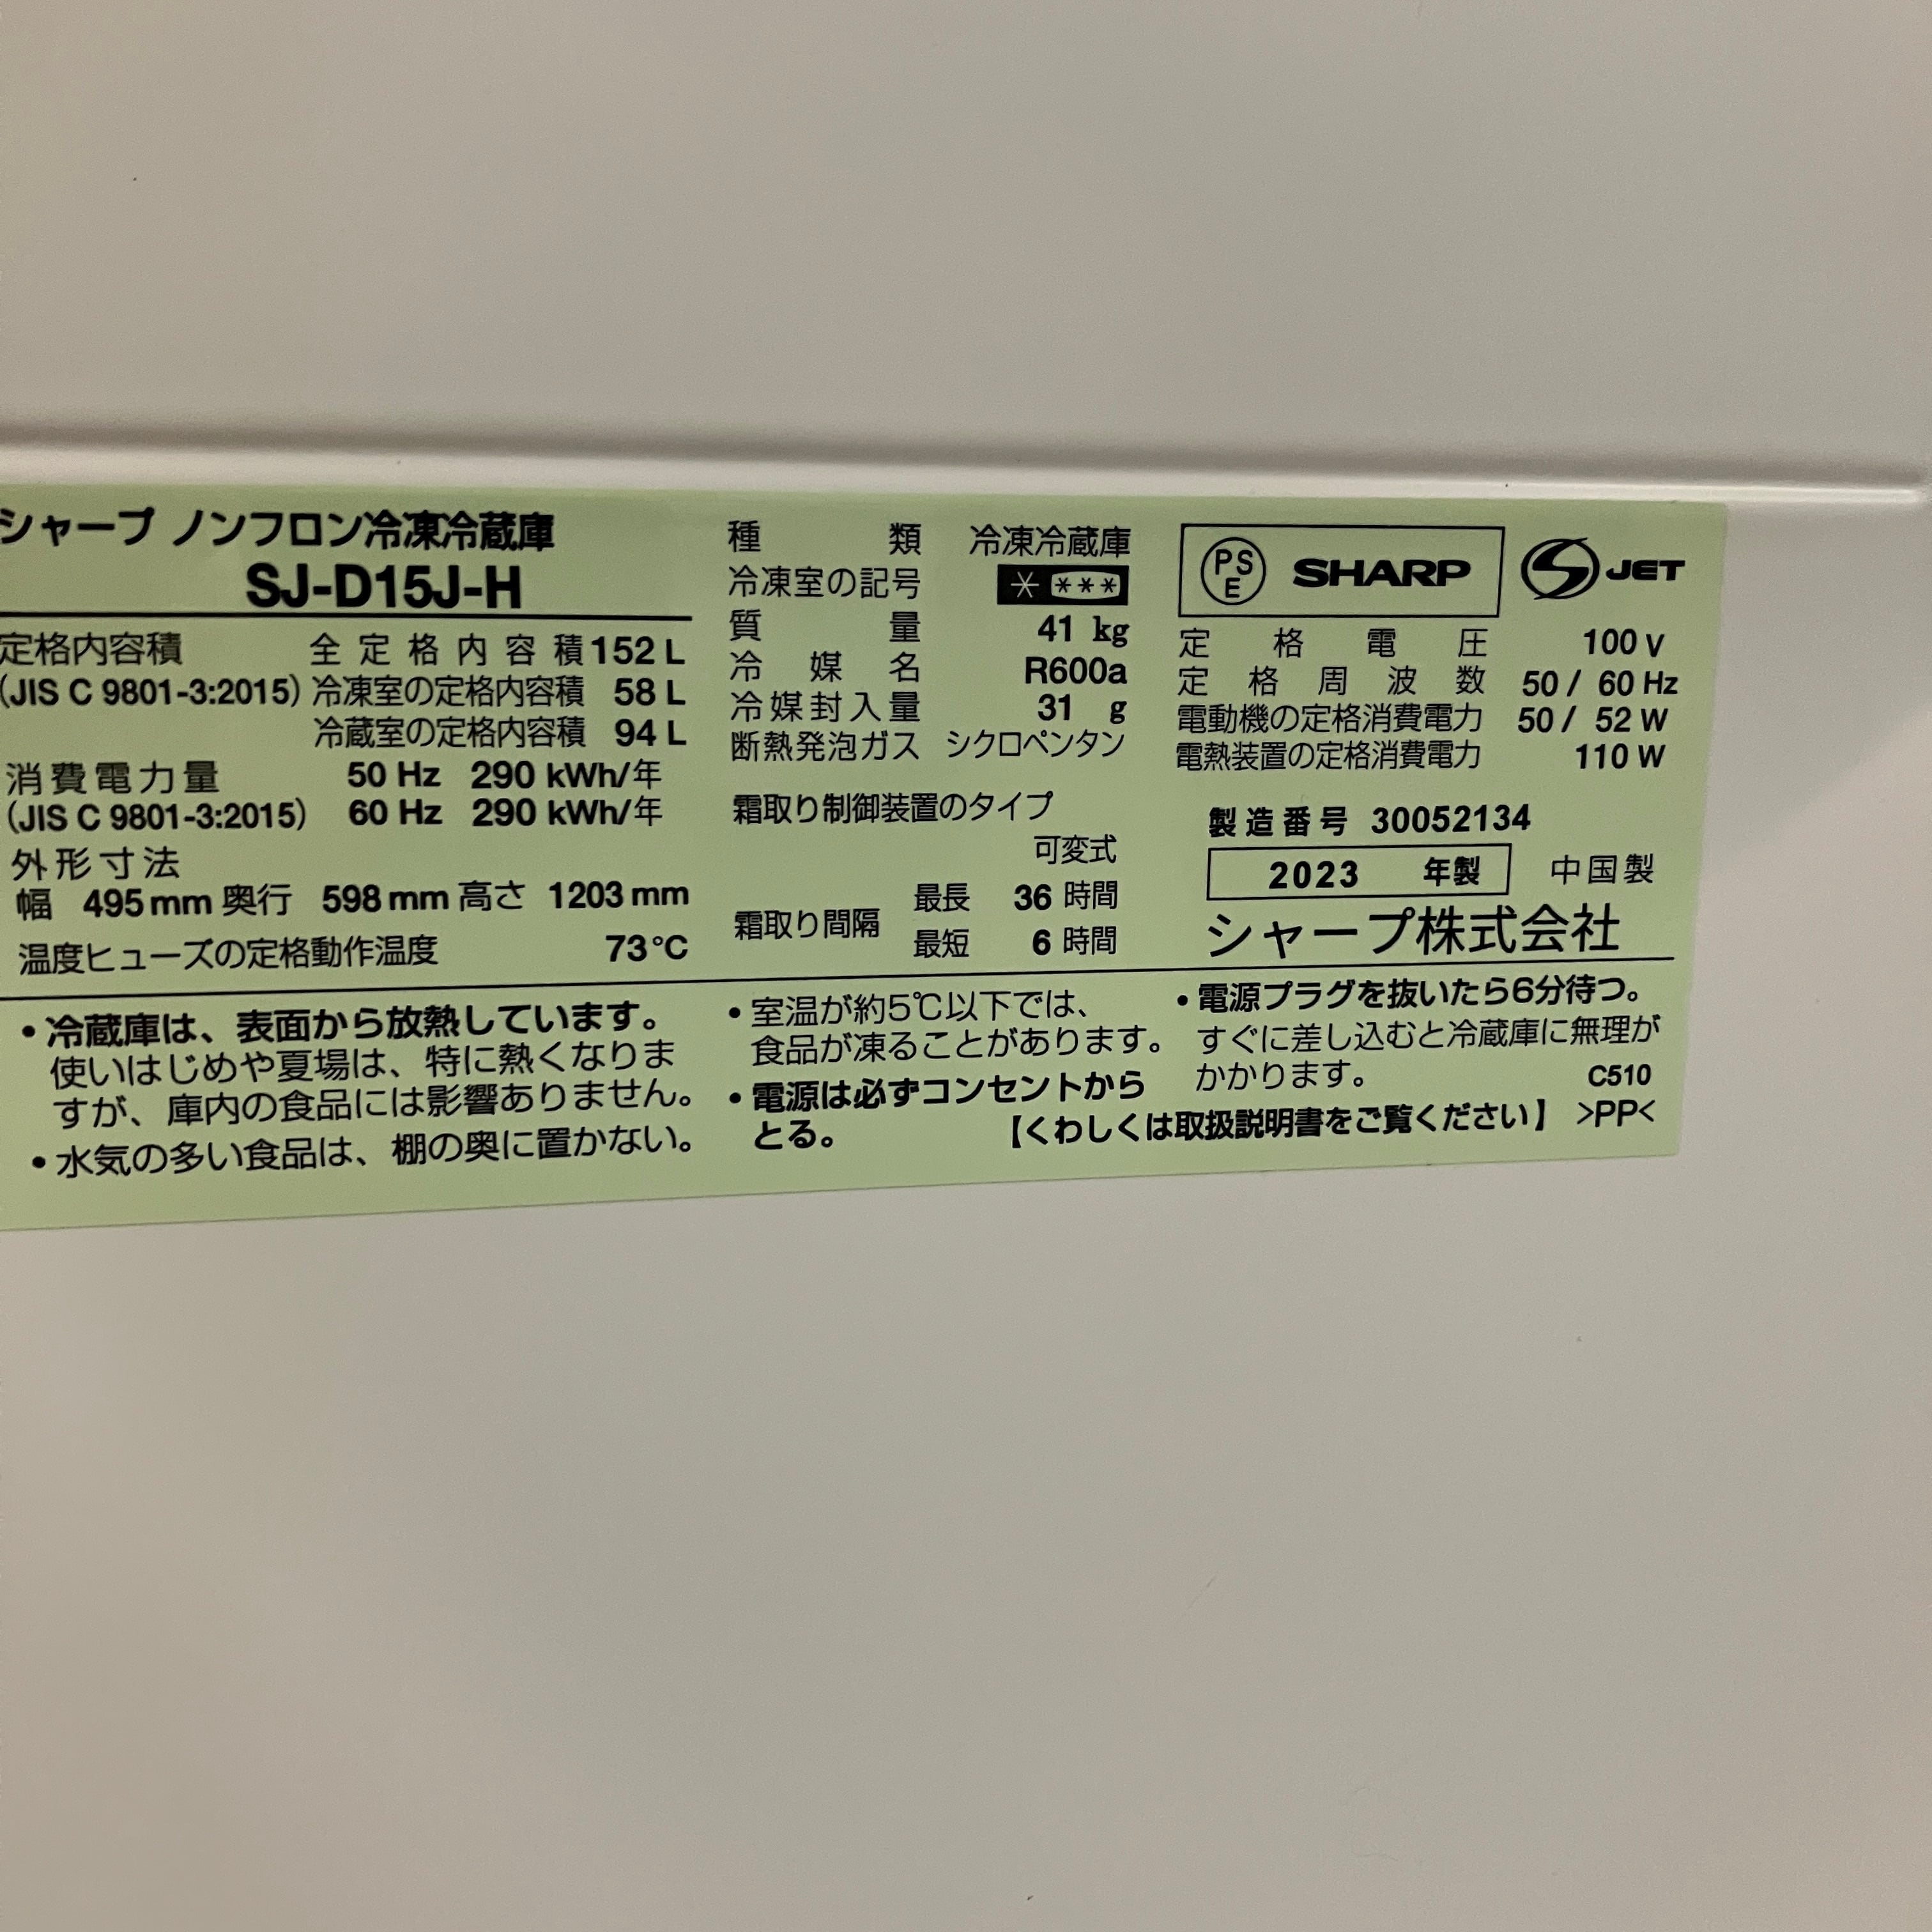 シャープ ノンフロン冷凍冷蔵庫
SJ-D15J-H
定格内容積 全定格内容積 152 L
(JIS C 9801-3:2015) 冷凍室の定格内容積 58 L
冷蔵室の定格内容積 94 L
消費電力量 50 Hz 290 kWh/年
(JIS C 9801-3:2015) 60 Hz 290 kWh/年
外形寸法
幅 495 mm 奥行 598 mm 高さ 1203 mm
温度ヒューズの定格動作温度 73℃
種類 冷凍冷蔵庫
冷凍室の記号 * ***
質量 41 kg
冷媒名 R600a
冷媒封入量 31 g
断熱発泡ガス シクロペンタン
霜取り制御装置のタイプ
可変式
霜取り間隔 最長 36 時間
最短 6 時間
PSE SHARP JET
定格電圧 100 V
定格周波数 50 / 60 Hz
電動機の定格消費電力 50 / 52 W
電熱装置の定格消費電力 110 W
製造番号 30052134
2023 年製 中国製
シャープ株式会社
•冷蔵庫は、表面から放熱しています。
使いはじめや夏場は、特に熱くなりま
すが、庫内の食品には影響ありません。
•水気の多い食品は、棚の奥に置かない。
•室温が約5℃以下では、
食品が凍ることがあります。
•電源は必ずコンセントから
とる。
•電源プラグを抜いたら6分待つ。
すぐに差し込むと冷蔵庫に無理が
かかります。 C510
【くわしくは取扱説明書をご覧ください】 >PP<